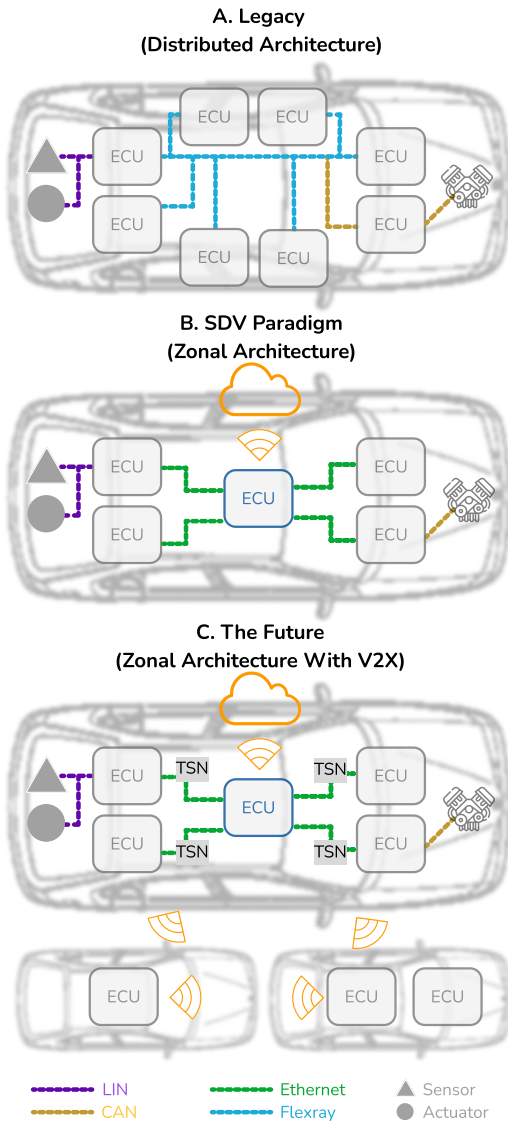 A. Legacy
(Distributed Architecture)
ECU ECU
ECU ECU
ECU ECU
ECU ECU
B. SDV Paradigm
(Zonal Architecture)
ECU ECU
ECU
ECU ECU
C. The Future
(Zonal Architecture With V2X)
ECU TSN TSN ECU
ECU
ECU TSN TSN ECU
ECU ECU ECU
LIN Ethernet Sensor
CAN Flexray Actuator